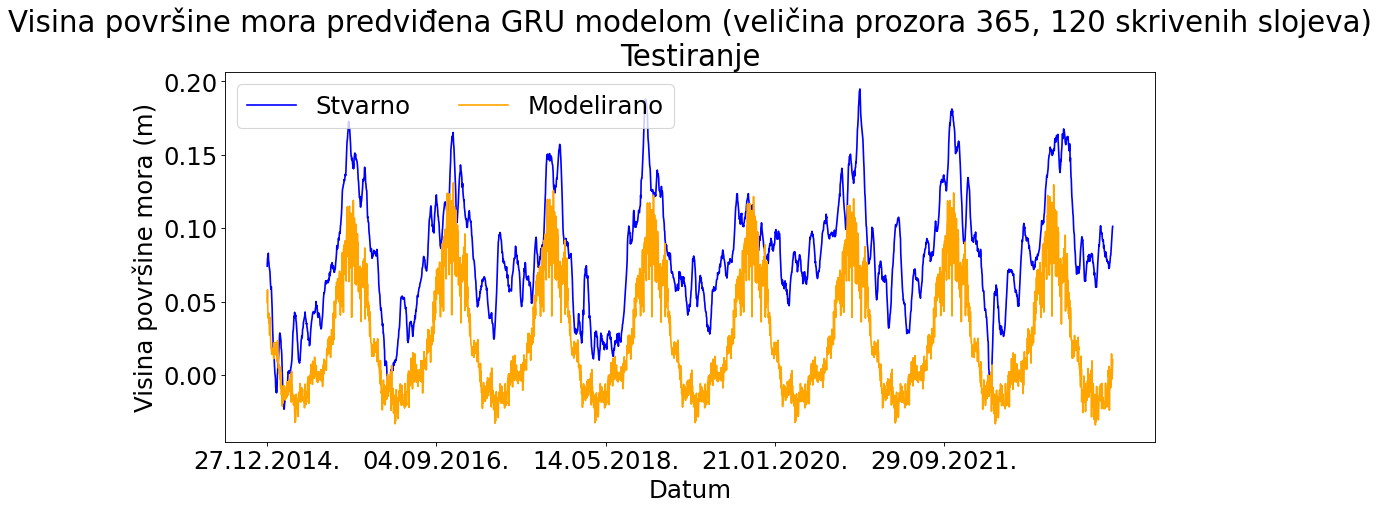 Visina površine mora predviđena GRU modelom (veličina prozora 365, 120 skrivenih slojeva)
Testiranje
Stvarno
Modelirano
Visina površine mora (m)
0.20
0.15
0.10
0.05
0.00
27.12.2014.
04.09.2016.
14.05.2018.
21.01.2020.
29.09.2021.
Datum